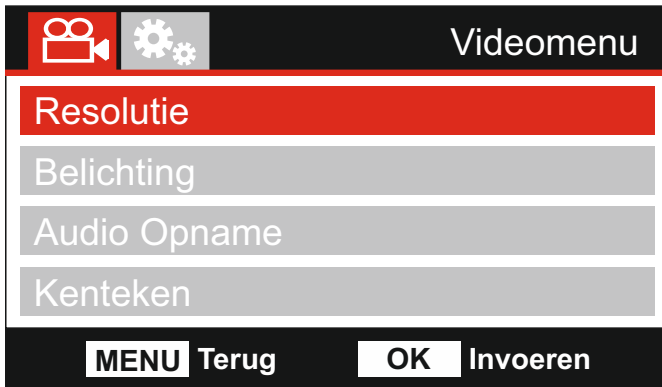 Videomenu
Resolutie
Belichting
Audio Opname
Kenteken
MENU Terug OK Invoeren